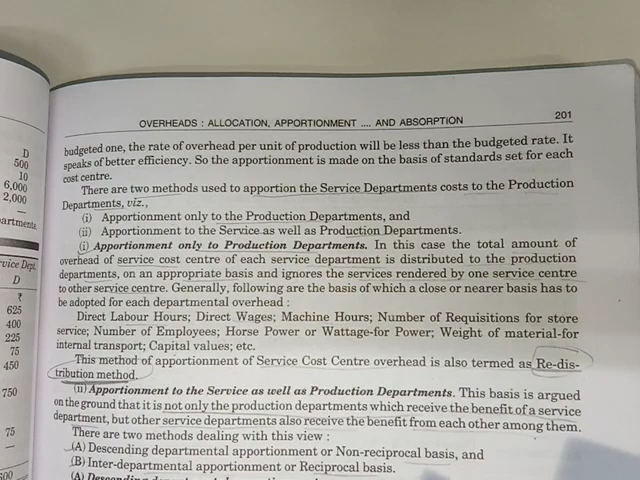 OVERHEADS : ALLOCATION, APPORTIONMENT .... AND ABSORPTION 201
budgeted one, the rate of overhead per unit of production will be less than the budgeted rate. It
speaks of better efficiency. So the apportionment is made on the basis of standards set for each
cost centre.
There are two methods used to apportion the Service Departments costs to the Production
Departments, viz.,
(i) Apportionment only to the Production Departments, and
(ii) Apportionment to the Service as well as Production Departments.
(i) Apportionment only to Production Departments. In this case the total amount of
overhead of service cost centre of each service department is distributed to the production
departments, on an appropriate basis and ignores the services rendered by one service centre
to other service centre. Generally, following are the basis of which a close or nearer basis has to
be adopted for each departmental overhead :
Direct Labour Hours; Direct Wages; Machine Hours; Number of Requisitions for store
service; Number of Employees; Horse Power or Wattage-for Power; Weight of material-for
internal transport; Capital values; etc.
This method of apportionment of Service Cost Centre overhead is also termed as Re-dis-
tribution method.
(ii) Apportionment to the Service as well as Production Departments. This basis is argued
on the ground that it is not only the production departments which receive the benefit of a service
department, but other service departments also receive the benefit from each other among them.
There are two methods dealing with this view :
(A) Descending departmental apportionment or Non-reciprocal basis, and
(B) Inter-departmental apportionment or Reciprocal basis.
D
500
10
6,000
2,000
—
Dept.
D
₹
625
400
225
75
450
750
75
—